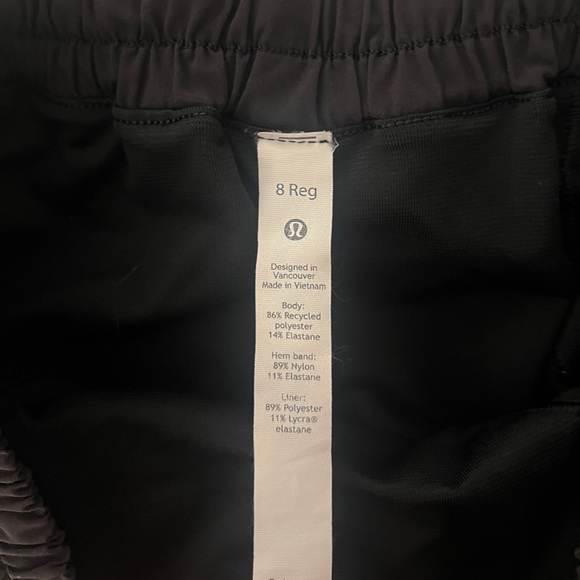 8 Reg
Designed in
Vancouver
Made in Vietnam
Body:
86% Recycled
polyester
14% Elastane
Hem band:
89% Nylon
11% Elastane
Liner:
89% Polyester
11% Lycra®
elastane